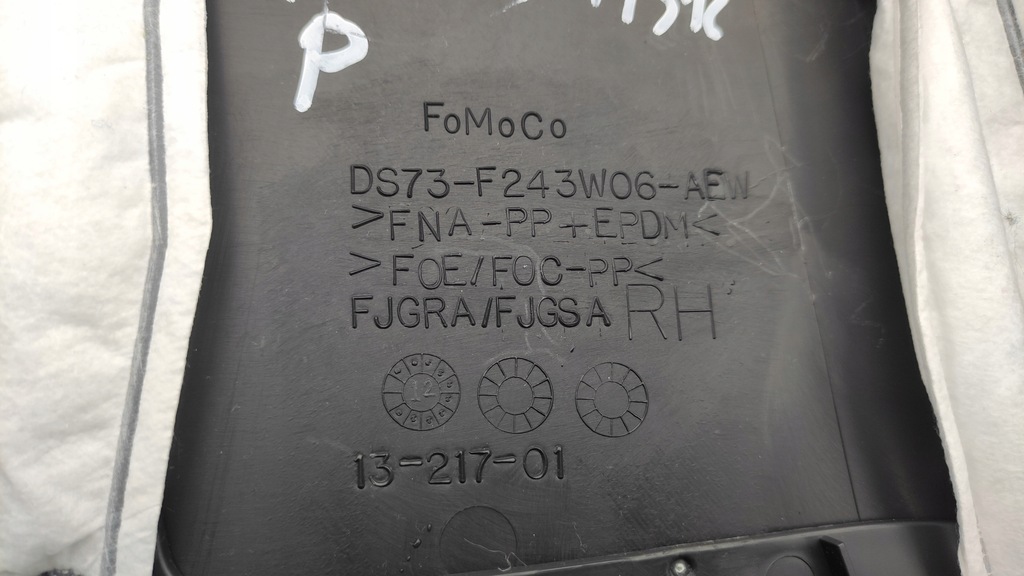 P
FoMoCo
DS73-F243W06-AEW
>FNA-PP+EPDM<
>FOE/FOC-PP<
FJGRA/FJGSA RH
12
13-217-01